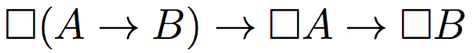 □(A → B) → □A → □B